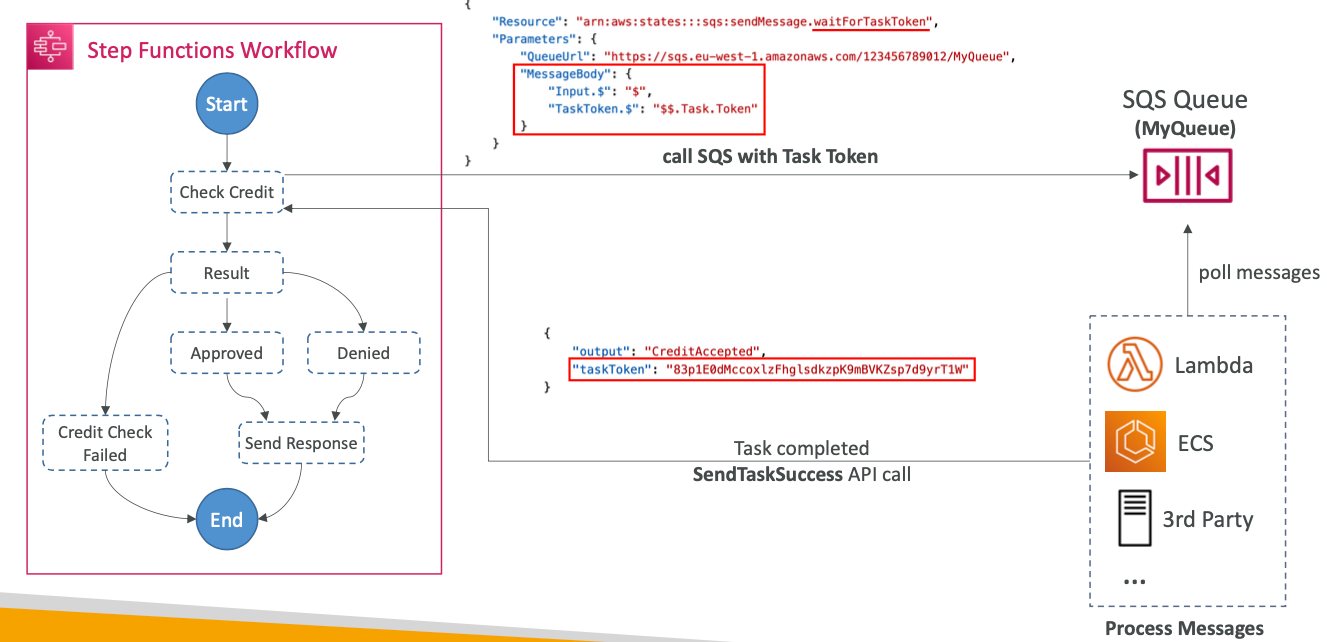 {
"Resource": "arn:aws:states:::sqs:sendMessage.waitForTaskToken",
"Parameters": {
"QueueUrl": "https://sqs.eu-west-1.amazonaws.com/123456789012/MyQueue",
"MessageBody": {
"Input.$": "$",
"TaskToken.$": "$$.Task.Token"
}
}
}
Step Functions Workflow
Start
Check Credit
Result
Approved
Denied
Credit Check
Failed
Send Response
End
call SQS with Task Token
SQS Queue
(MyQueue)
poll messages
{
"output": "CreditAccepted",
"taskToken": "83p1E0dMccoxlzFhglsdkzpK9mBVKZsp7d9yrT1W"
}
Task completed
SendTaskSuccess API call
Lambda
ECS
3rd Party
...
Process Messages